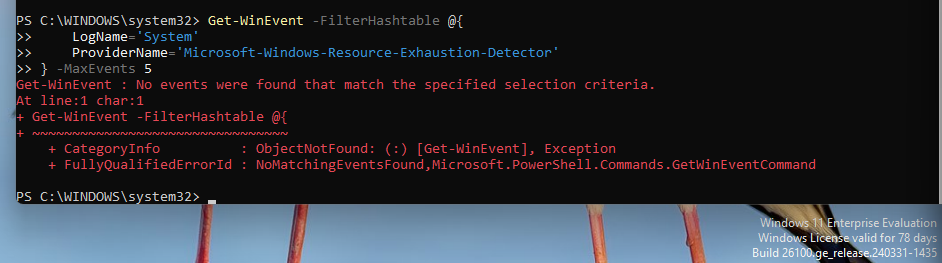 PS C:\WINDOWS\system32> Get-WinEvent -FilterHashtable @{
>>     LogName='System'
>>     ProviderName='Microsoft-Windows-Resource-Exhaustion-Detector'
>> } -MaxEvents 5
Get-WinEvent : No events were found that match the specified selection criteria.
At line:1 char:1
+ Get-WinEvent -FilterHashtable @{
+ ~~~~~~~~~~~~~~~~~~~~~~~~~~~~~~~~
    + CategoryInfo          : ObjectNotFound: (:) [Get-WinEvent], Exception
    + FullyQualifiedErrorId : NoMatchingEventsFound,Microsoft.PowerShell.Commands.GetWinEventCommand
PS C:\WINDOWS\system32>
Windows 11 Enterprise Evaluation
Windows License valid for 78 days
Build 26100.ge_release.240331-1435